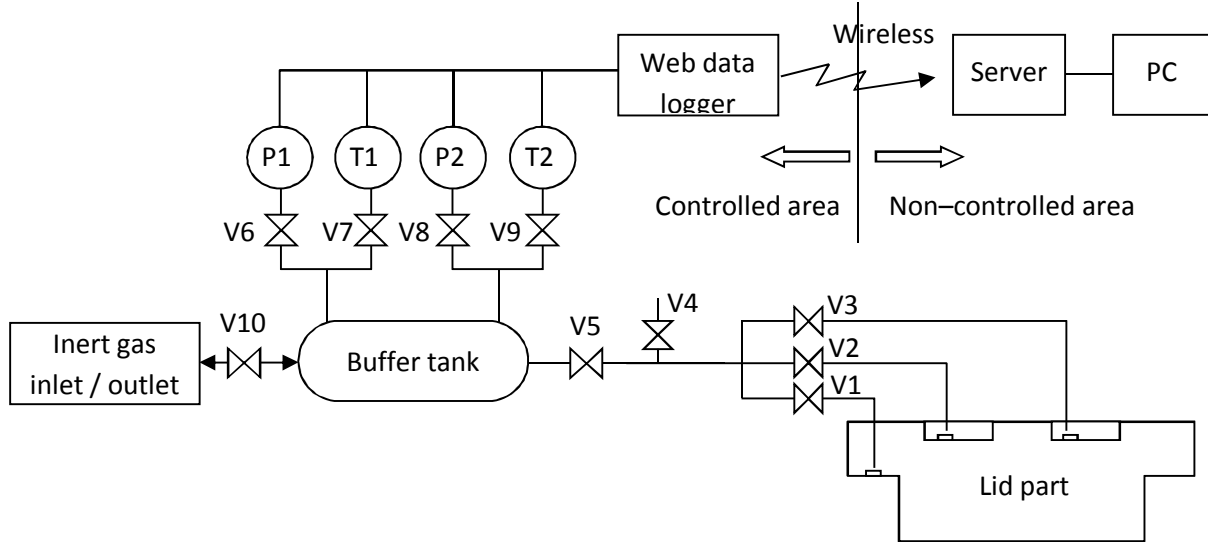 Wireless
Web data
logger
Server
PC
P1
T1
P2
T2
Controlled area
Non–controlled area
V6
V7
V8
V9
V4
V3
V10
V5
Inert gas
inlet / outlet
Buffer tank
V2
V1
Lid part